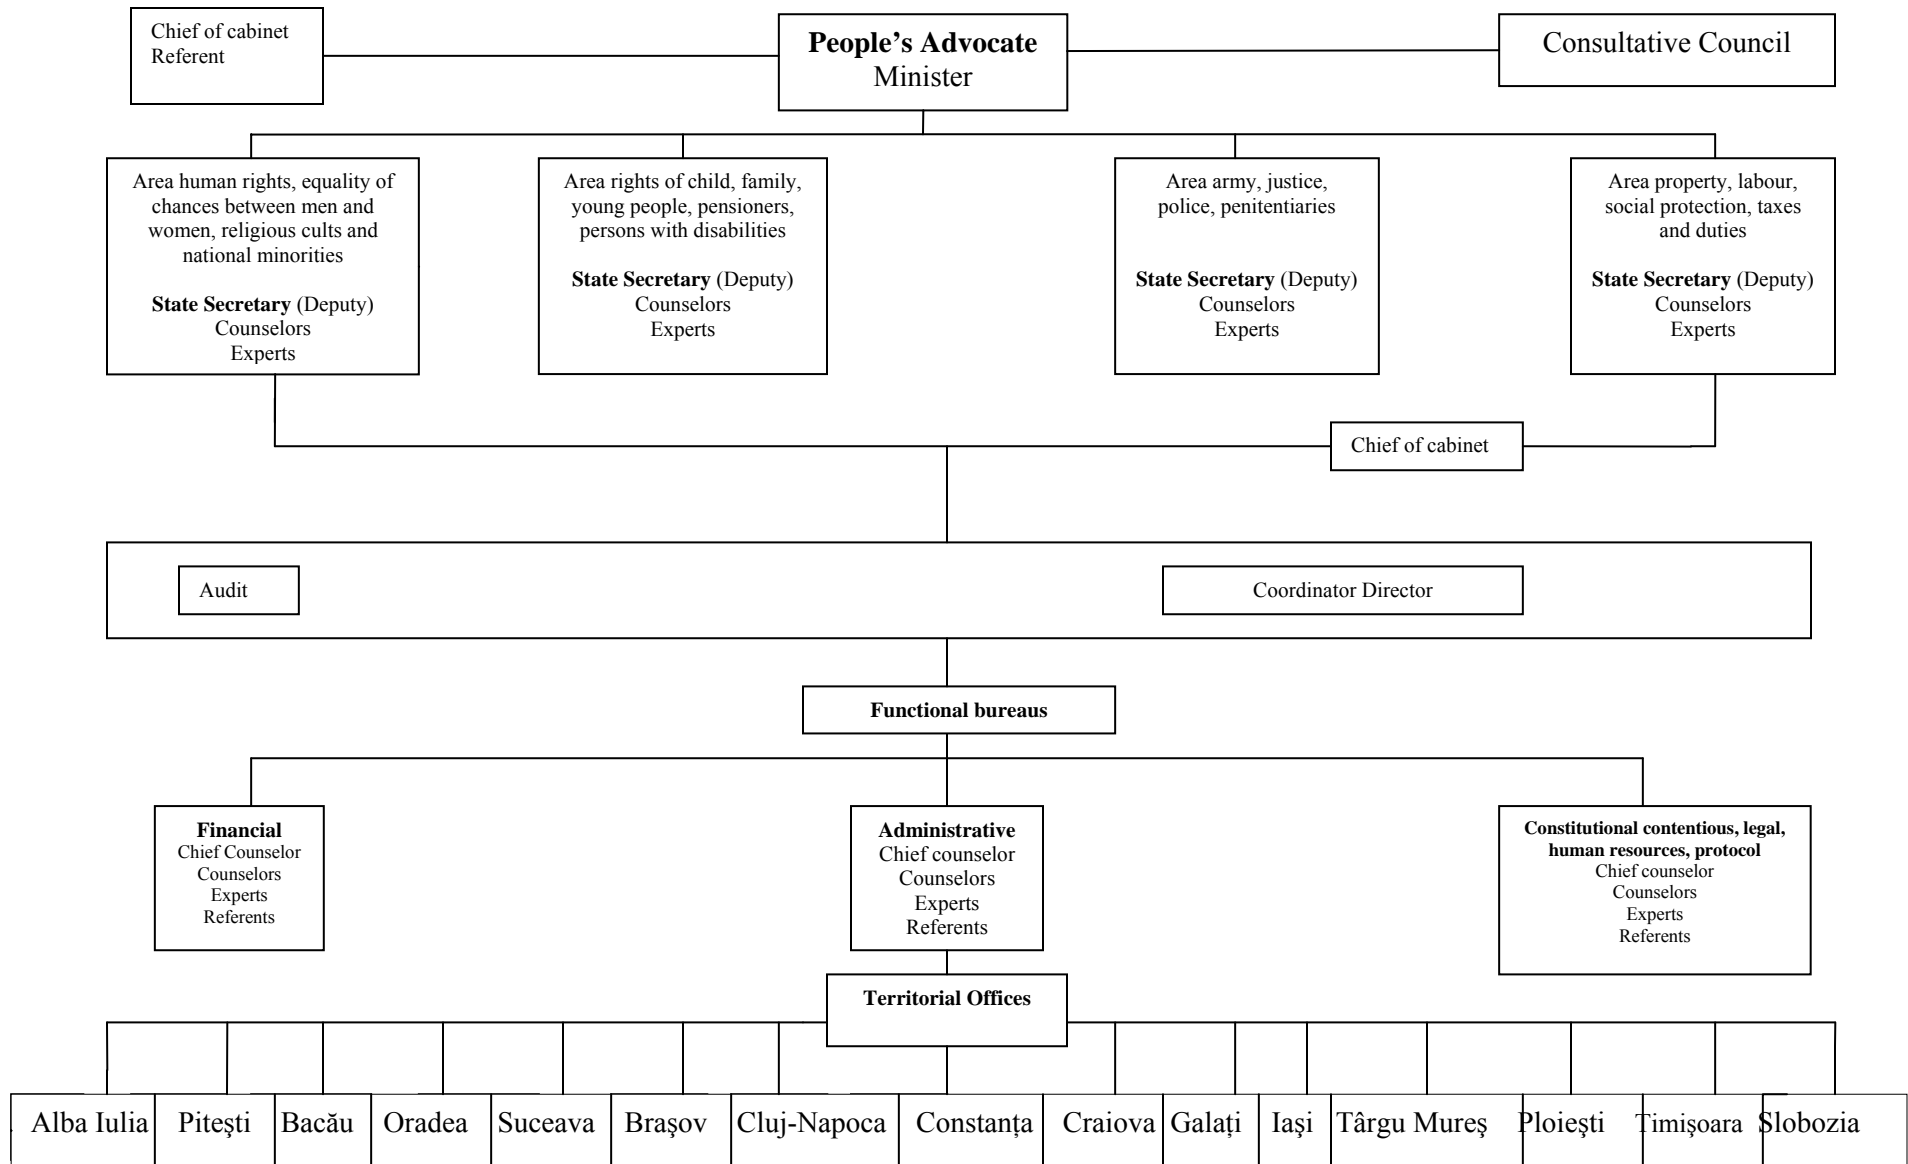 Chief of cabinet
Referent
People’s Advocate
Minister
Consultative Council
Area human rights, equality of
chances between men and
women, religious cults and
national minorities
State Secretary (Deputy)
Counselors
Experts
Area rights of child, family,
young people, pensioners,
persons with disabilities
State Secretary (Deputy)
Counselors
Experts
Area army, justice,
police, penitentiaries
State Secretary (Deputy)
Counselors
Experts
Area property, labour,
social protection, taxes
and duties
State Secretary (Deputy)
Counselors
Experts
Chief of cabinet
Audit
Coordinator Director
Functional bureaus
Financial
Chief Counselor
Counselors
Experts
Referents
Administrative
Chief counselor
Counselors
Experts
Referents
Constitutional contentious, legal,
human resources, protocol
Chief counselor
Counselors
Experts
Referents
Territorial Offices
Alba Iulia
Piteşti
Bacău
Oradea
Suceava
Braşov
Cluj-Napoca
Constanța
Craiova
Galați
Iaşi
Târgu Mureş
Ploieşti
Timişoara
Slobozia